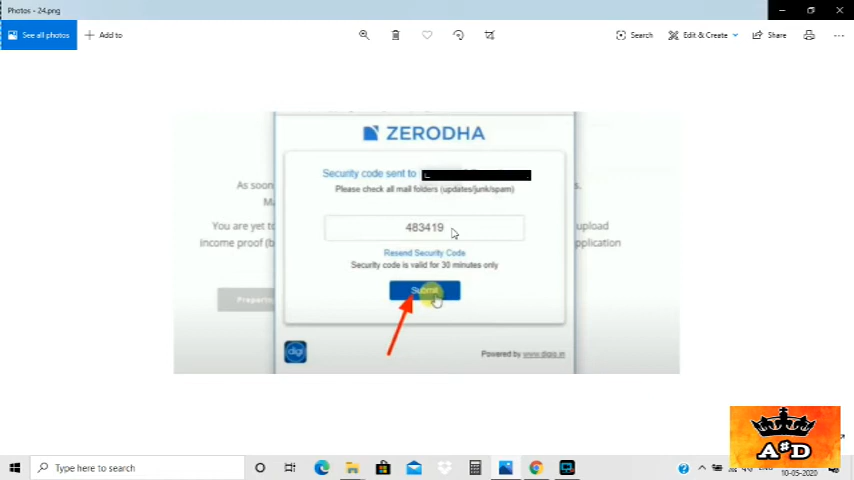 Photos - 24.png
See all photos
Add to
Search
Edit & Create
Share
ZERODHA
Security code sent to
Please check all mail folders (updates/junk/spam)
As soon
s.
Ma
You are yet to
upload
income proof (b
application
483419
Resend Security Code
Security code is valid for 30 minutes only
Submit
digi
Powered by www.digio.in
A#D
Type here to search
ENG
10-05-2020